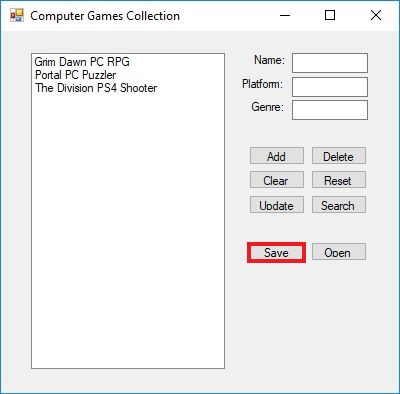 Computer Games Collection
Grim Dawn PC RPG
Portal PC Puzzler
The Division PS4 Shooter
Name:
Platform:
Genre:
Add Delete
Clear Reset
Update Search
Save Open